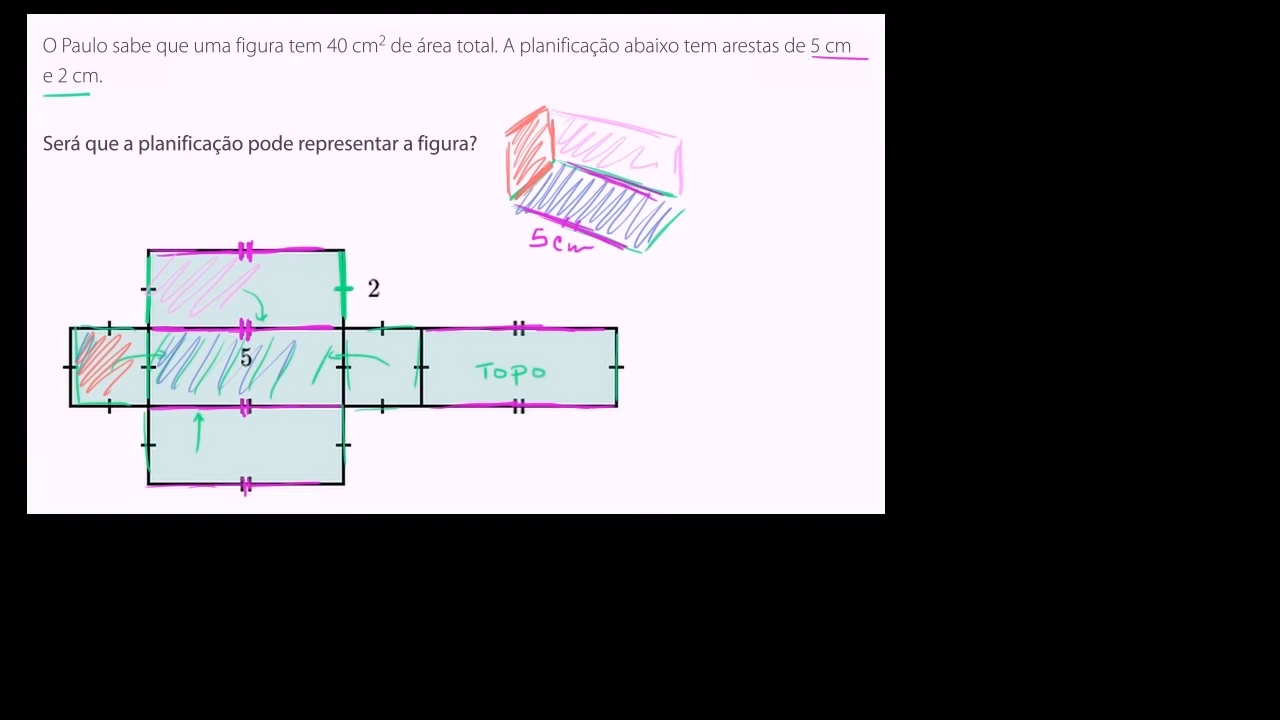 O Paulo sabe que uma figura tem 40 cm² de área total. A planificação abaixo tem arestas de 5 cm
e 2 cm.
Será que a planificação pode representar a figura?
5cm
2
5
TOPO